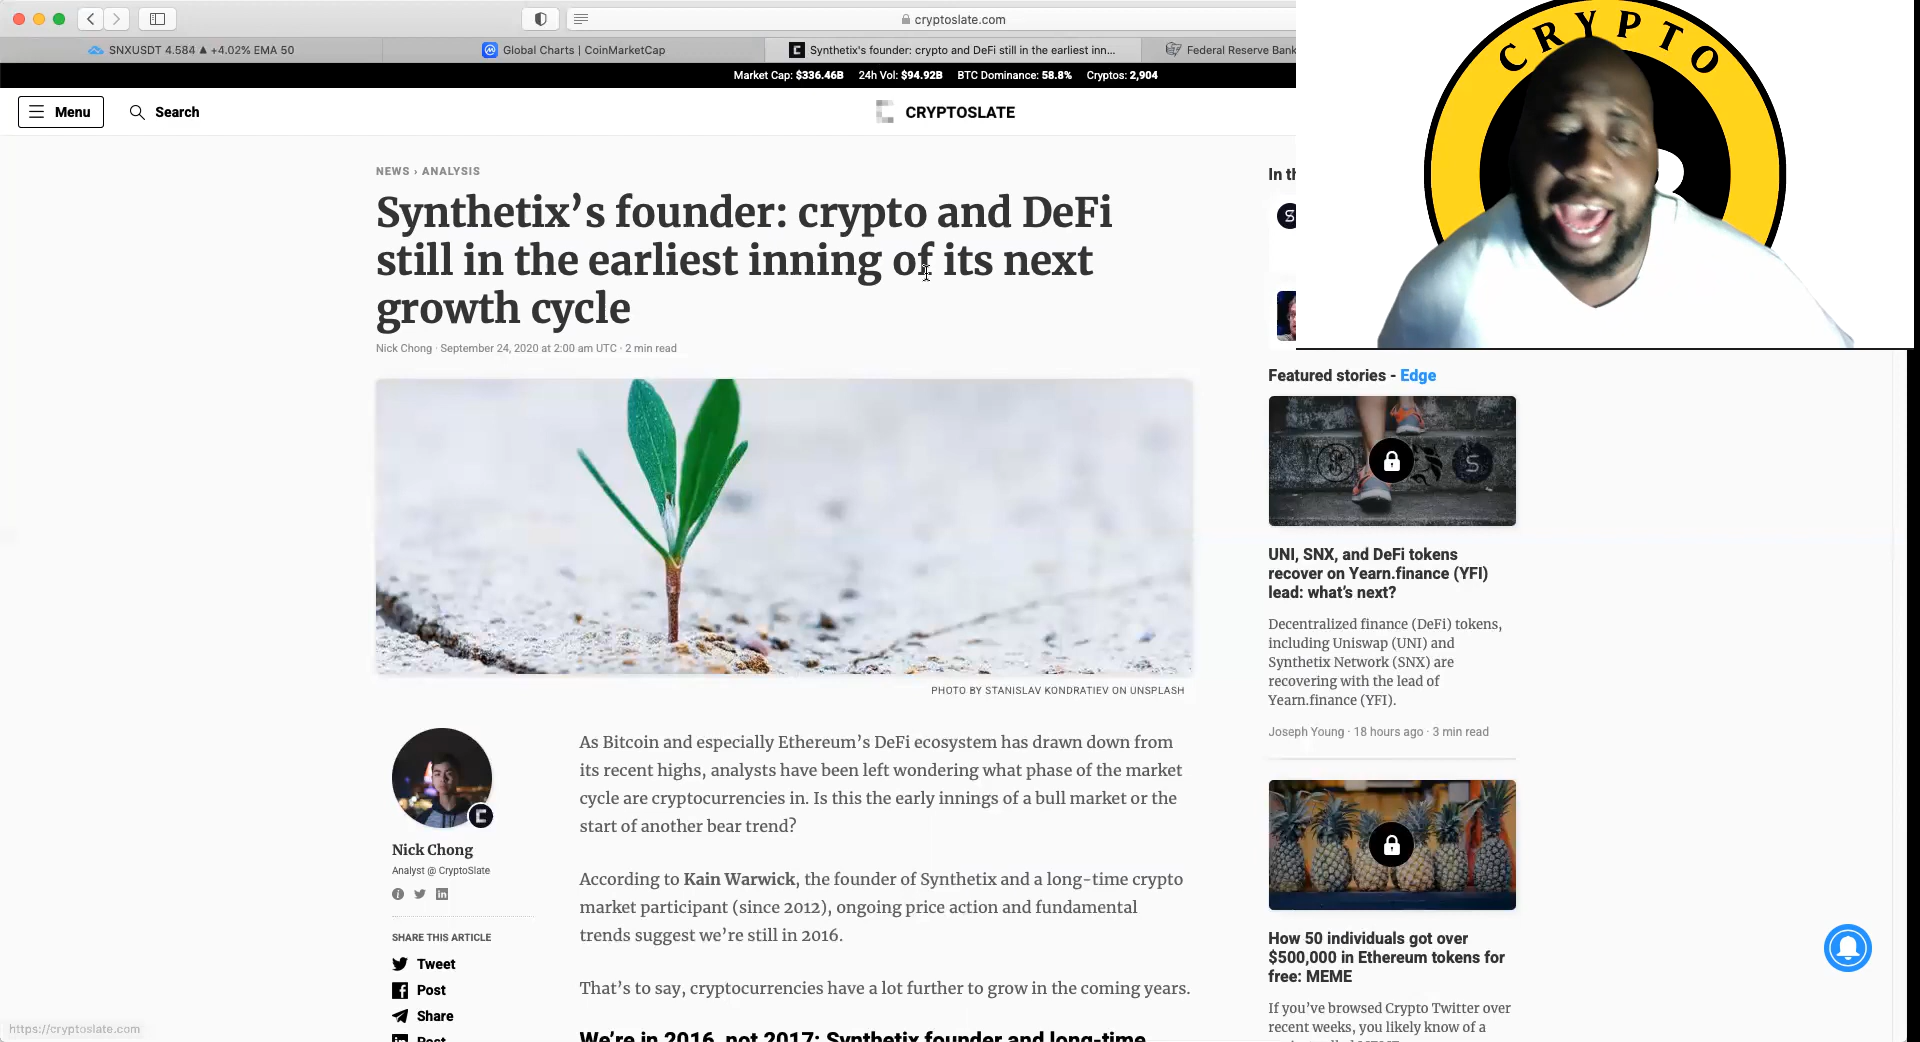 cryptoslate.com
SNXUSDT 4.584 ▲ +4.02% EMA 50
Global Charts | CoinMarketCap
Synthetix's founder: crypto and DeFi still in the earliest inn...
Federal Reserve Bank
Market Cap: $336.46B 24h Vol: $94.92B BTC Dominance: 58.8% Cryptos: 2,904
Menu
Search
CRYPTOSLATE
CRYPTO
NEWS › ANALYSIS
Synthetix’s founder: crypto and DeFi
still in the earliest inning of its next
growth cycle
Nick Chong · September 24, 2020 at 2:00 am UTC · 2 min read
PHOTO BY STANISLAV KONDRATIEV ON UNSPLASH
Nick Chong
Analyst @ CryptoSlate
SHARE THIS ARTICLE
Tweet
Post
Share
As Bitcoin and especially Ethereum’s DeFi ecosystem has drawn down from
its recent highs, analysts have been left wondering what phase of the market
cycle are cryptocurrencies in. Is this the early innings of a bull market or the
start of another bear trend?
According to Kain Warwick, the founder of Synthetix and a long-time crypto
market participant (since 2012), ongoing price action and fundamental
trends suggest we’re still in 2016.
That’s to say, cryptocurrencies have a lot further to grow in the coming years.
We’re in 2016, not 2017: Synthetix founder and long-time
In
Featured stories - Edge
UNI, SNX, and DeFi tokens
recover on Yearn.finance (YFI)
lead: what’s next?
Decentralized finance (DeFi) tokens,
including Uniswap (UNI) and
Synthetix Network (SNX) are
recovering with the lead of
Yearn.finance (YFI).
Joseph Young · 18 hours ago · 3 min read
How 50 individuals got over
$500,000 in Ethereum tokens for
free: MEME
If you’ve browsed Crypto Twitter over
recent weeks, you likely know of a
https://cryptoslate.com